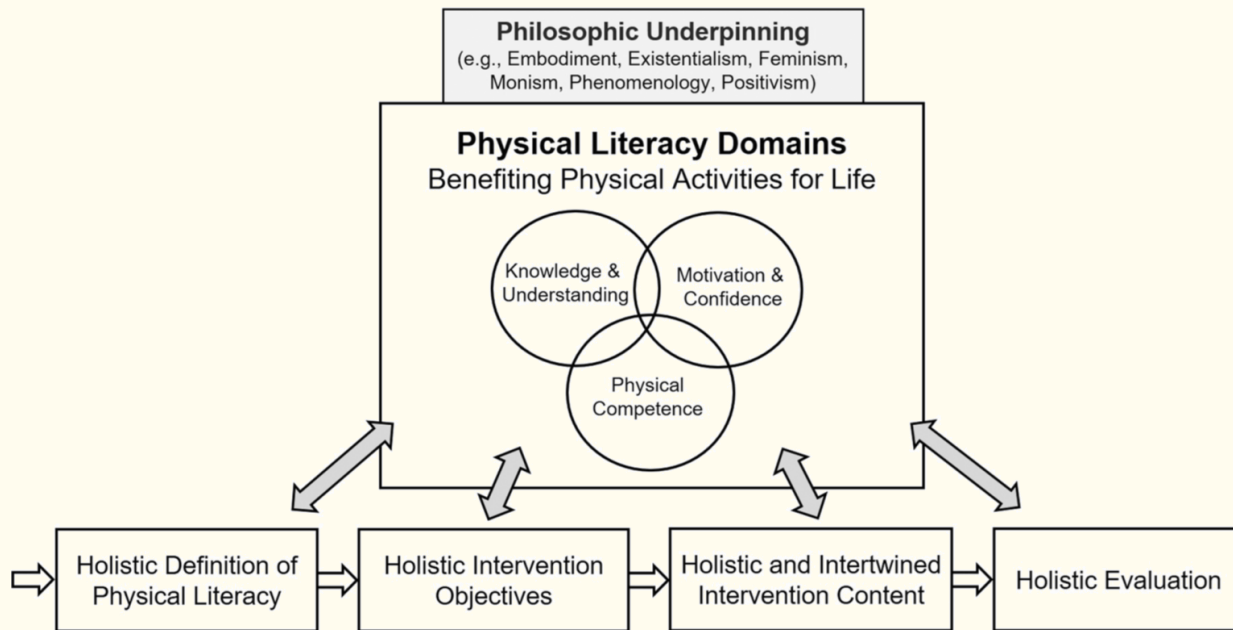 Philosophic Underpinning
(e.g., Embodiment, Existentialism, Feminism,
Monism, Phenomenology, Positivism)
Physical Literacy Domains
Benefiting Physical Activities for Life
Knowledge &
Understanding
Motivation &
Confidence
Physical
Competence
Holistic Definition of
Physical Literacy
Holistic Intervention
Objectives
Holistic and Intertwined
Intervention Content
Holistic Evaluation